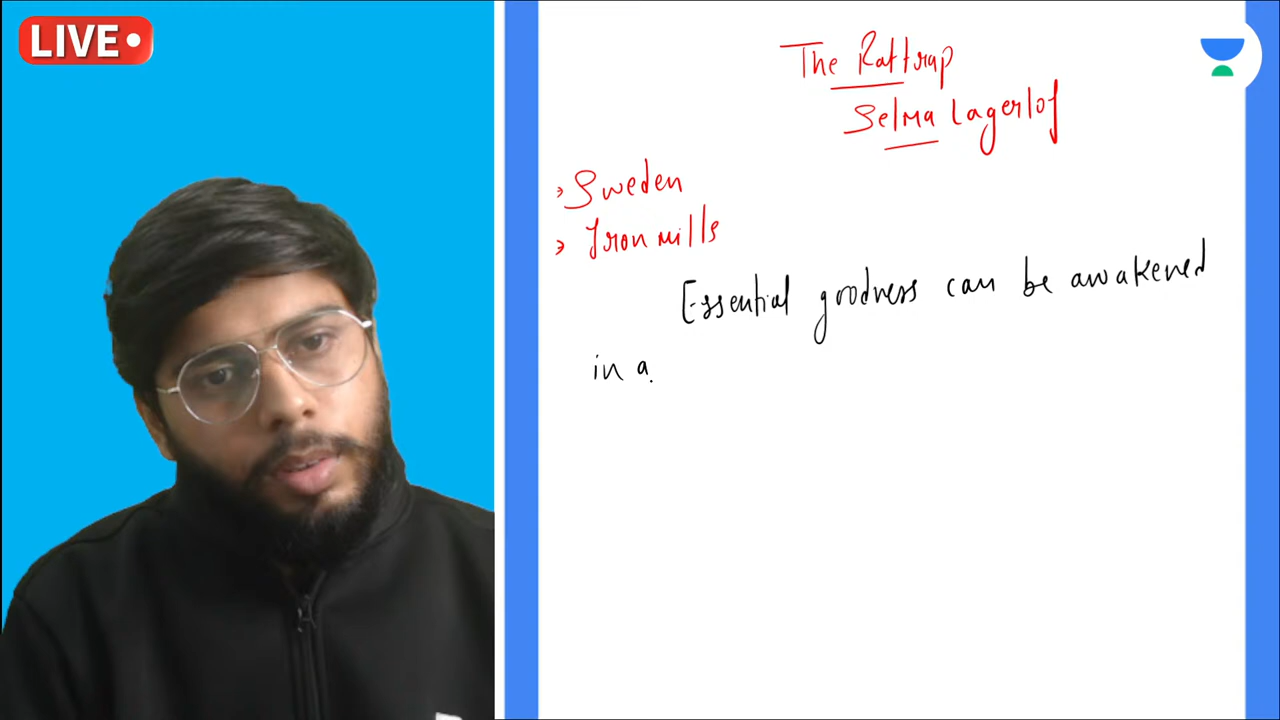 LIVE
The Rattrap
Selma Lagerlof
› Sweden
› Iron mills
Essential goodness can be awakened
in a